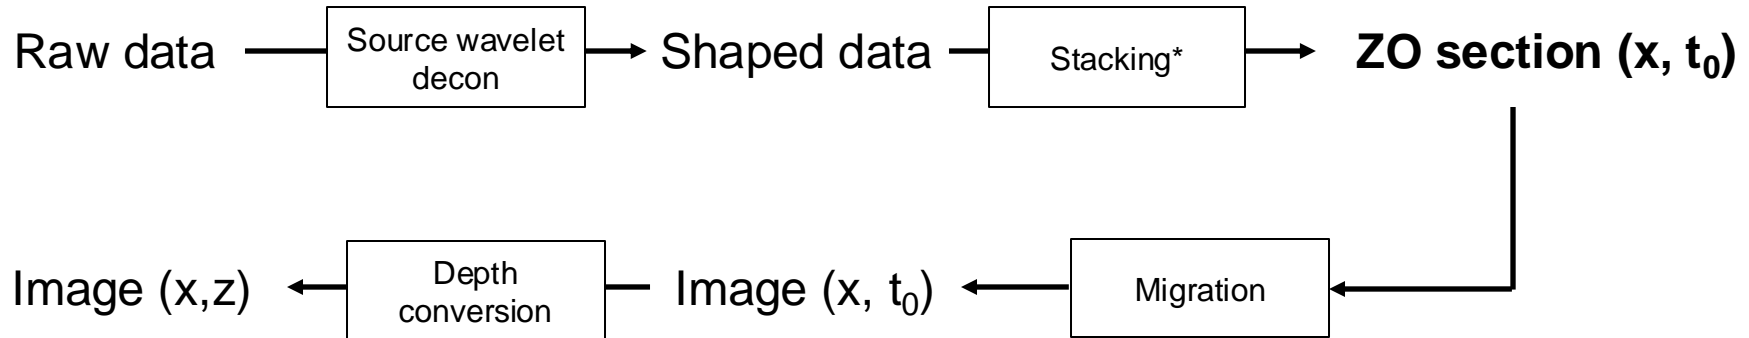 Raw data
Source wavelet
decon
Shaped data
Stacking*
ZO section (x, t₀)
Image (x,z)
Depth
conversion
Image (x, t₀)
Migration